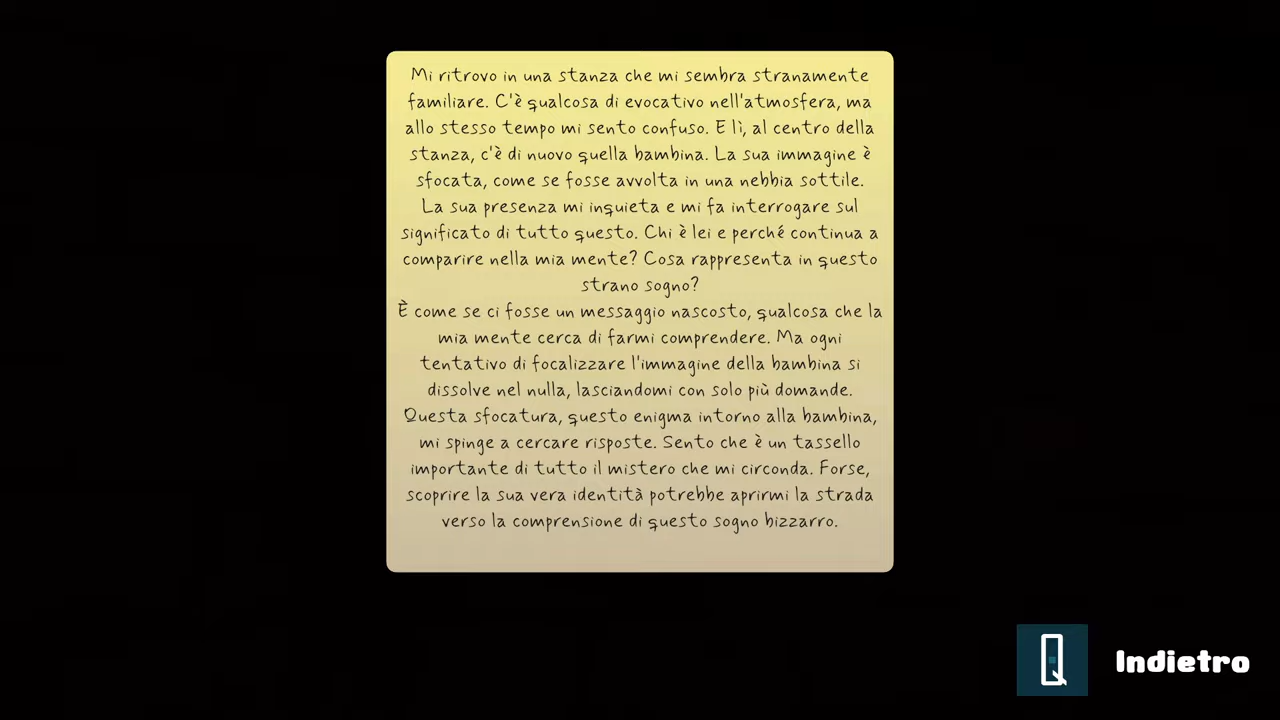 Mi ritrovo in una stanza che mi sembra stranamente
familiare. C'è qualcosa di evocativo nell'atmosfera, ma
allo stesso tempo mi sento confuso. E lì, al centro della
stanza, c'è di nuovo quella bambina. La sua immagine è
sfocata, come se fosse avvolta in una nebbia sottile.
La sua presenza mi inquieta e mi fa interrogare sul
significato di tutto questo. Chi è lei e perché continua a
comparire nella mia mente? Cosa rappresenta in questo
strano sogno?
È come se ci fosse un messaggio nascosto, qualcosa che la
mia mente cerca di farmi comprendere. Ma ogni
tentativo di focalizzare l'immagine della bambina si
dissolve nel nulla, lasciandomi con solo più domande.
Questa sfocatura, questo enigma intorno alla bambina,
mi spinge a cercare risposte. Sento che è un tassello
importante di tutto il mistero che mi circonda. Forse,
scoprire la sua vera identità potrebbe aprirmi la strada
verso la comprensione di questo sogno bizzarro.
Q Indietro